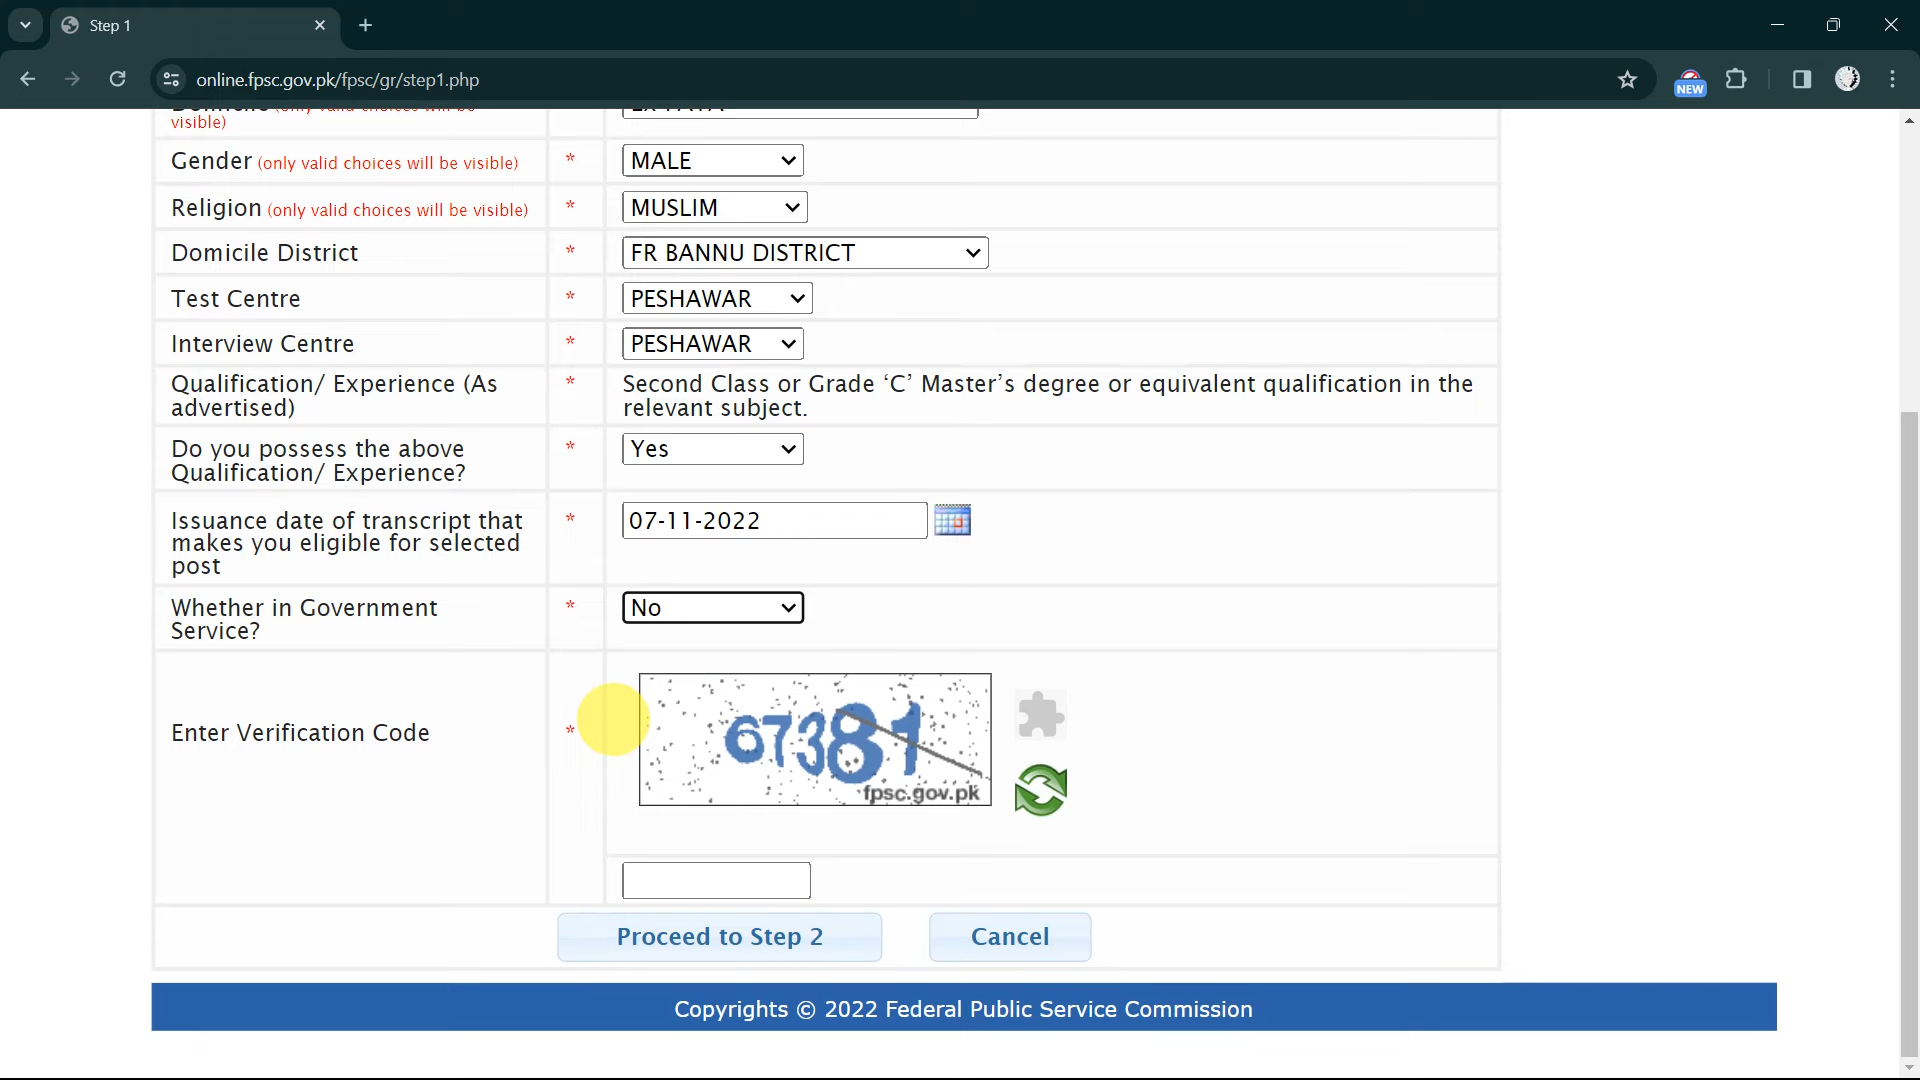 Step 1
online.fpsc.gov.pk/fpsc/gr/step1.php
NEW
visible)
Gender (only valid choices will be visible) * MALE
Religion (only valid choices will be visible) * MUSLIM
Domicile District * FR BANNU DISTRICT
Test Centre * PESHAWAR
Interview Centre * PESHAWAR
Qualification/ Experience (As advertised) *
Second Class or Grade ‘C’ Master’s degree or equivalent qualification in the
relevant subject.
Do you possess the above
Qualification/ Experience? * Yes
Issuance date of transcript that
makes you eligible for selected
post * 07-11-2022
Whether in Government
Service? * No
Enter Verification Code *
67381
fpsc.gov.pk
Proceed to Step 2 Cancel
Copyrights © 2022 Federal Public Service Commission